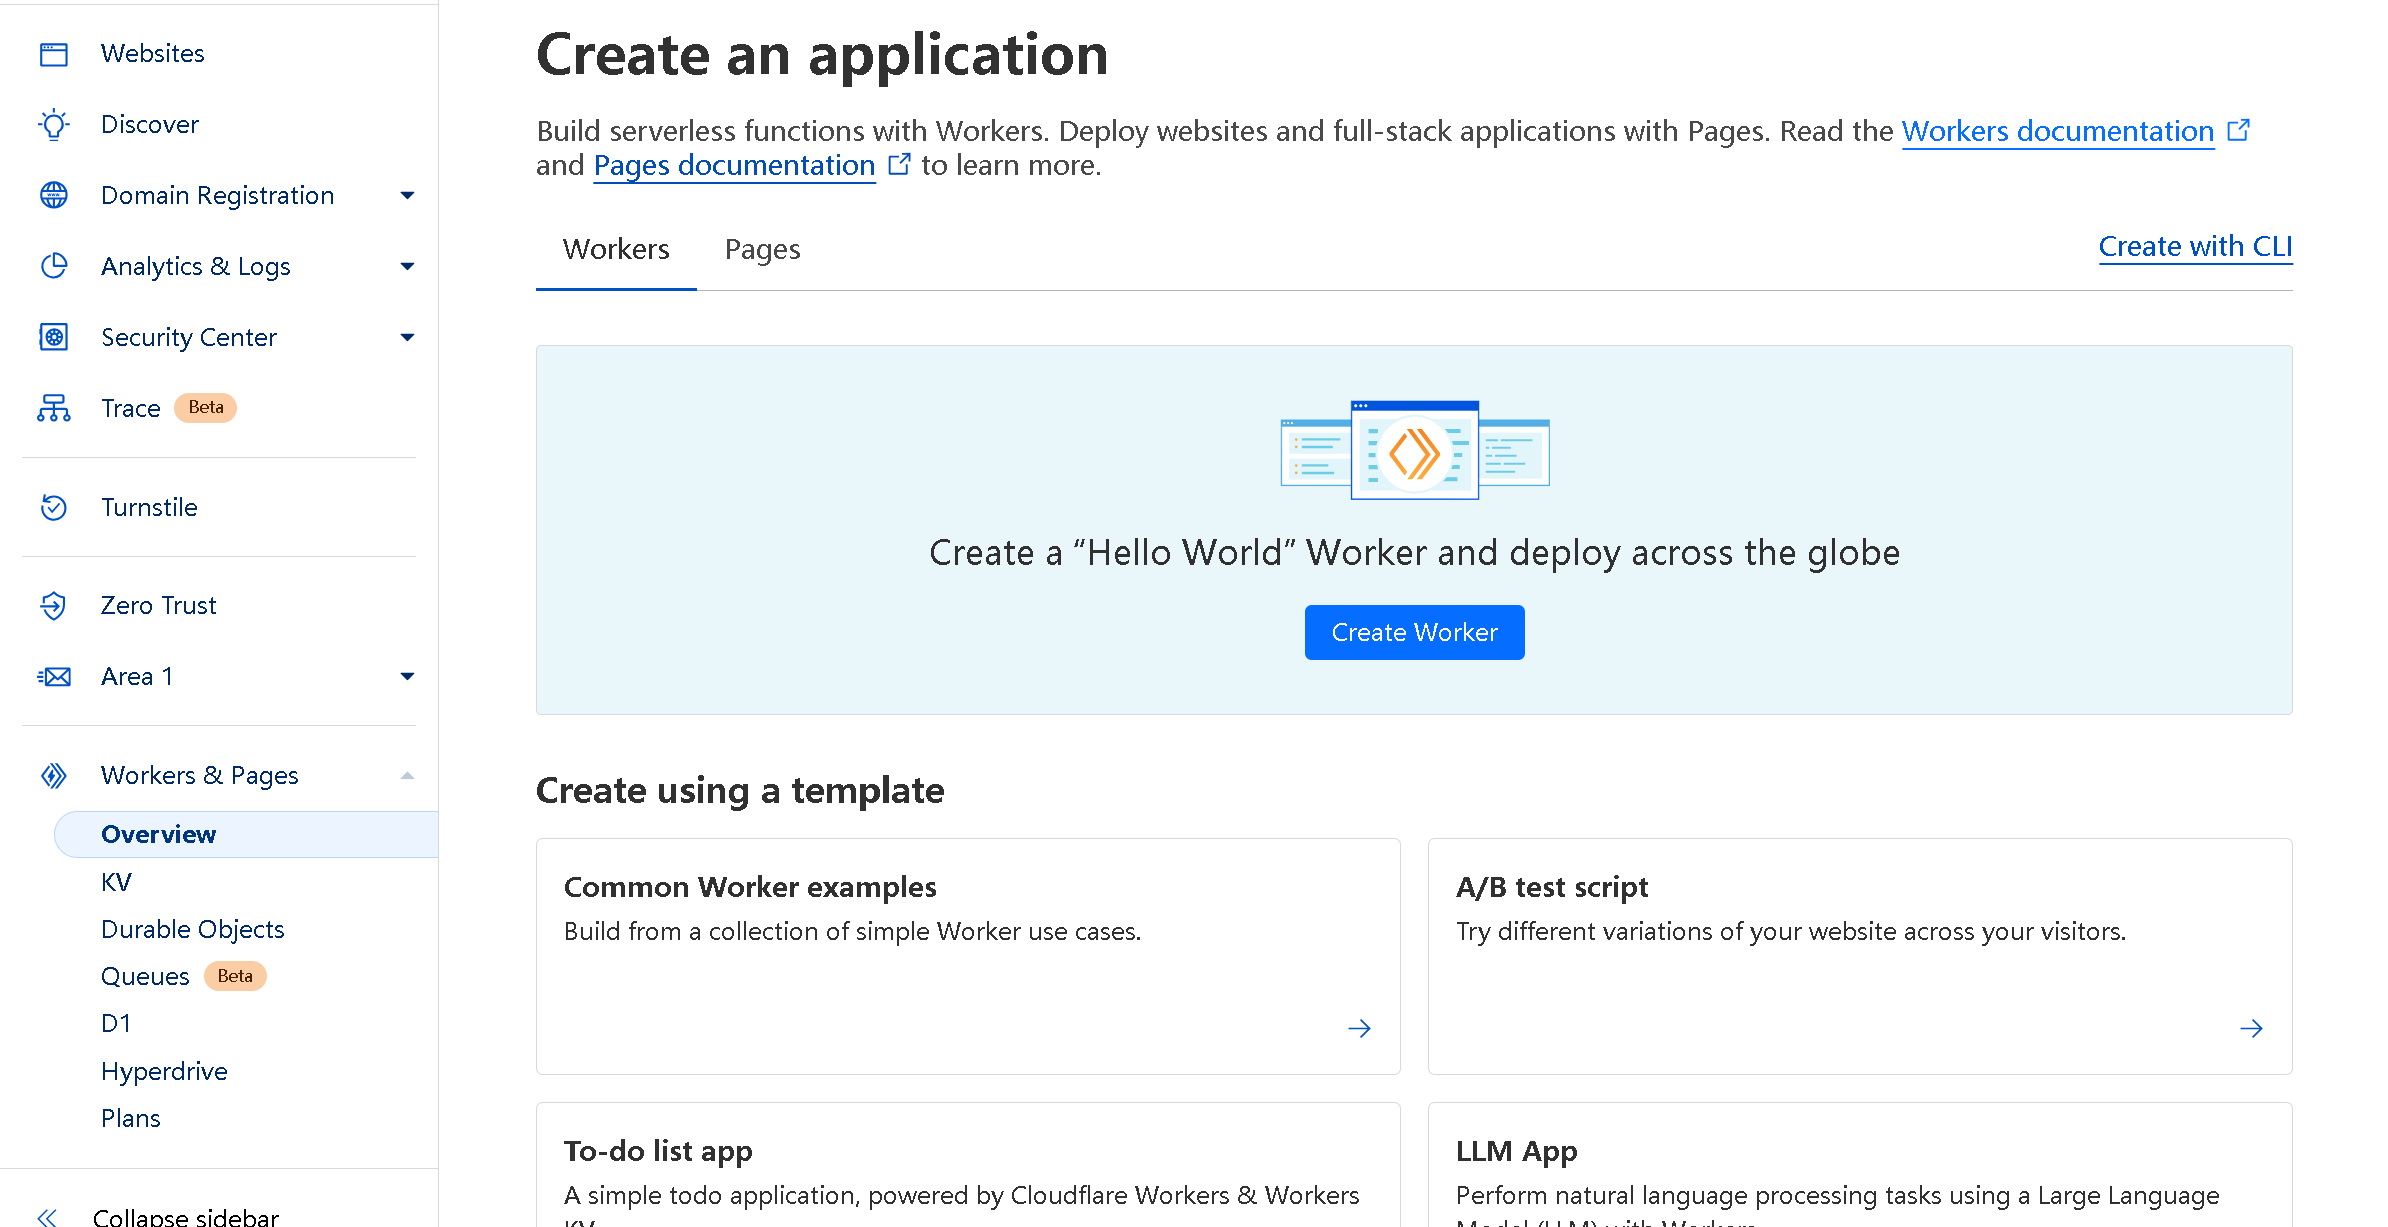 Websites
Discover
Domain Registration
Analytics & Logs
Security Center
Trace Beta
Turnstile
Zero Trust
Area 1
Workers & Pages
Overview
KV
Durable Objects
Queues Beta
D1
Hyperdrive
Plans
Collapse sidebar
Create an application
Build serverless functions with Workers. Deploy websites and full-stack applications with Pages. Read the Workers documentation
and Pages documentation to learn more.
Workers Pages Create with CLI
Create a “Hello World” Worker and deploy across the globe
Create Worker
Create using a template
Common Worker examples
Build from a collection of simple Worker use cases.
A/B test script
Try different variations of your website across your visitors.
To-do list app
A simple todo application, powered by Cloudflare Workers & Workers
KV.
LLM App
Perform natural language processing tasks using a Large Language
Model (LLM) with Workers.